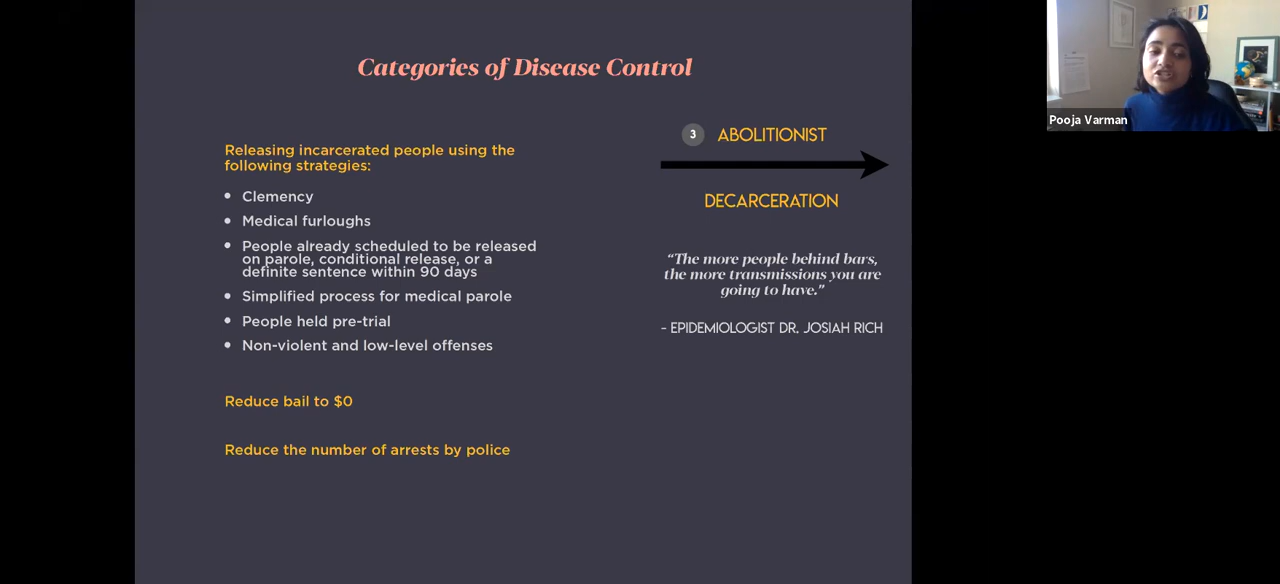 Categories of Disease Control
Releasing incarcerated people using the
following strategies:
• Clemency
• Medical furloughs
• People already scheduled to be released
on parole, conditional release, or a
definite sentence within 90 days
• Simplified process for medical parole
• People held pre-trial
• Non-violent and low-level offenses
Reduce bail to $0
Reduce the number of arrests by police
3 ABOLITIONIST
DECARCERATION
“The more people behind bars,
the more transmissions you are
going to have.”
- EPIDEMIOLOGIST DR. JOSIAH RICH
Pooja Varman